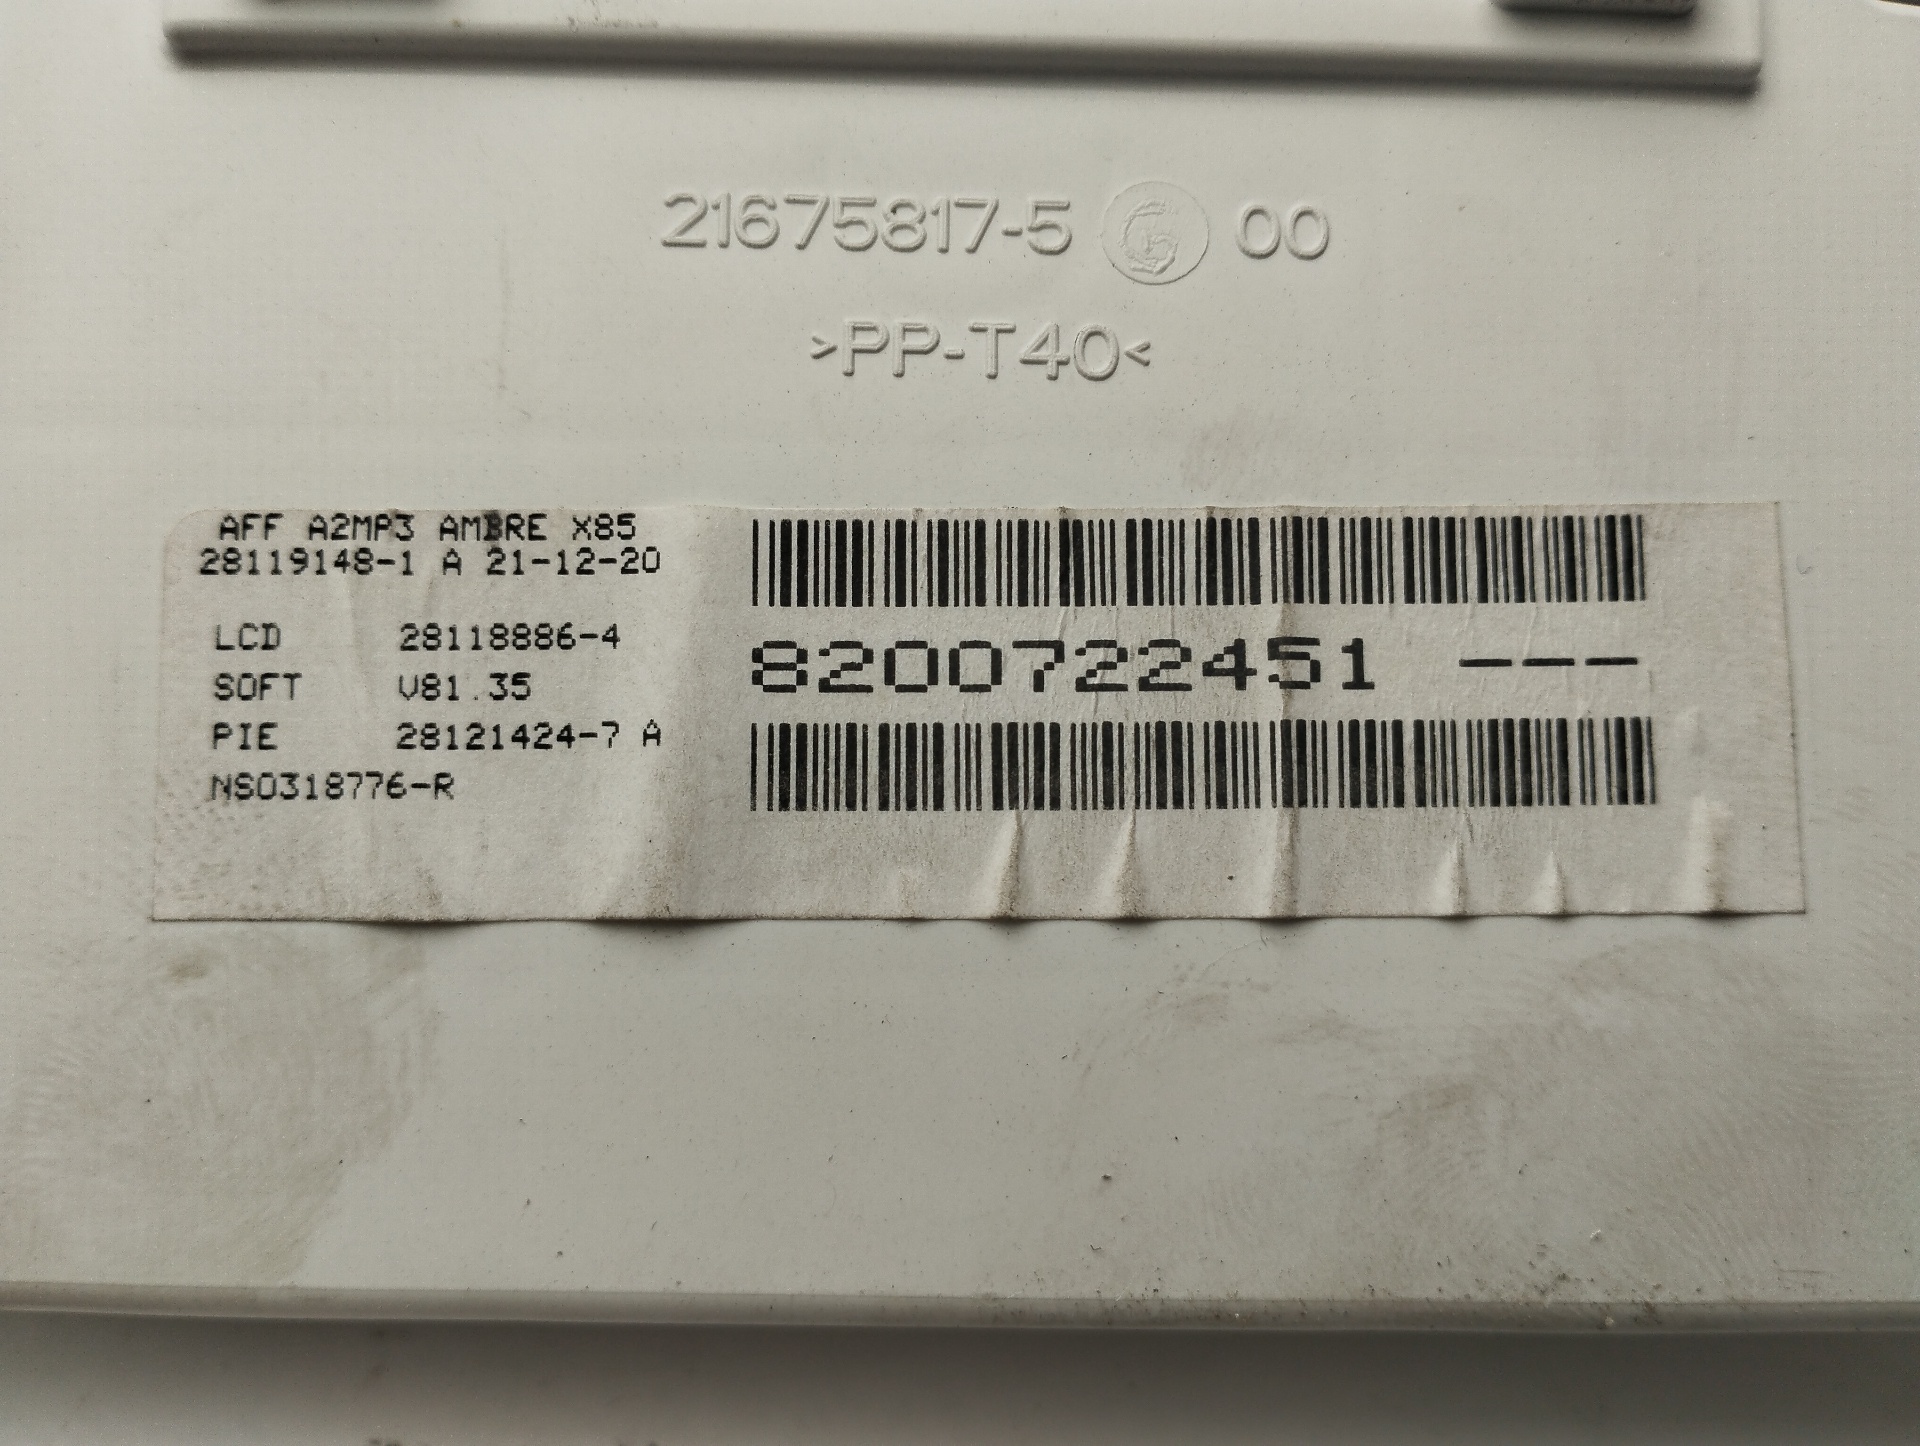 21675817-5 00
>PP-T40<
AFF A2MP3 AMBRE X85
28119148-1 A 21-12-20
LCD 28118886-4
SOFT V81.35
PIE 28121424-7 A
NS0318776-R
8200722451 ---